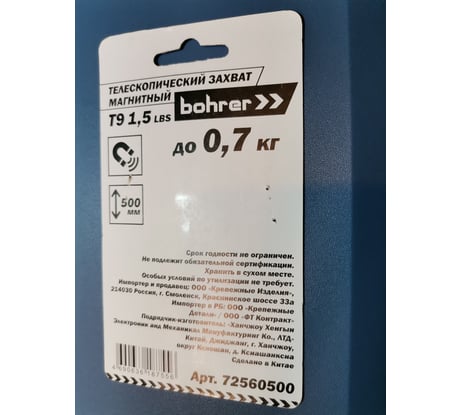 ТЕЛЕСКОПИЧЕСКИЙ ЗАХВАТ
МАГНИТНЫЙ
T9 1,5 LBS
bohrer
до 0,7 кг
500
мм
Срок годности не ограничен.
Не подлежит обязательной сертификации.
Хранить в сухом месте.
Особых условий по утилизации не требует.
Импортер и продавец: ООО «Крепежные Изделия»,
214030 Россия, г. Смоленск, Краснинское шоссе 33а
Импортер в РБ: ООО «Крепежные
Детали» / ООО «ФТ Контракт»
Подрядчик-изготовитель: «Ханчжоу Хенгын
Электроник анд Механикал Мануфактуринг Ко., ЛТД»
Китай, Джиджанг, г. Ханчжоу,
округ д. Ксиашанксна
Сделано в Китае
Арт. 72560500